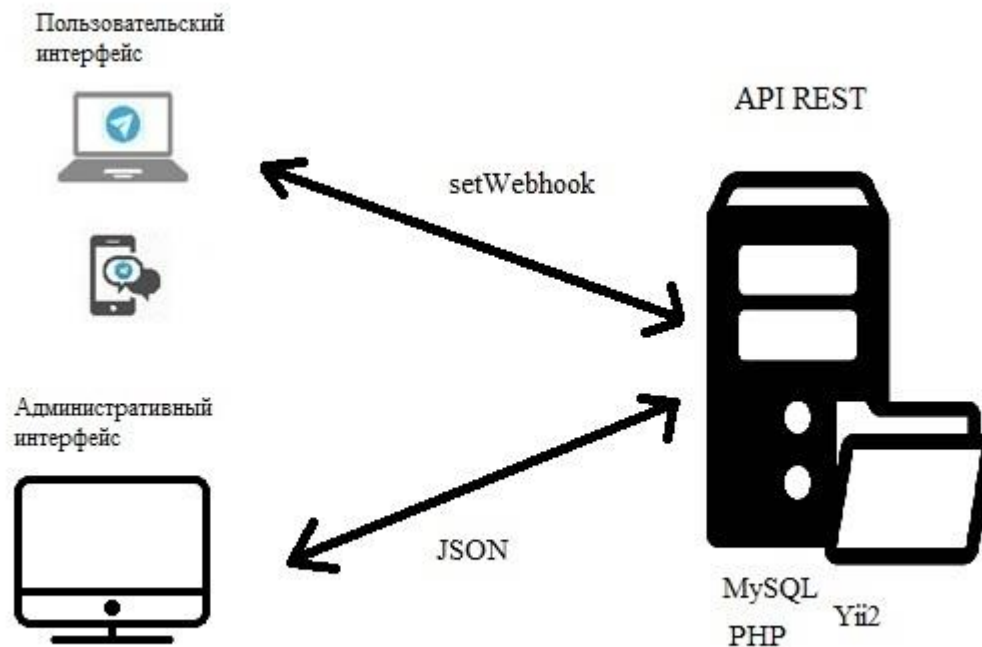 Пользовательский
интерфейс
API REST
setWebhook
Административный
интерфейс
JSON
MySQL
PHP
Yii2